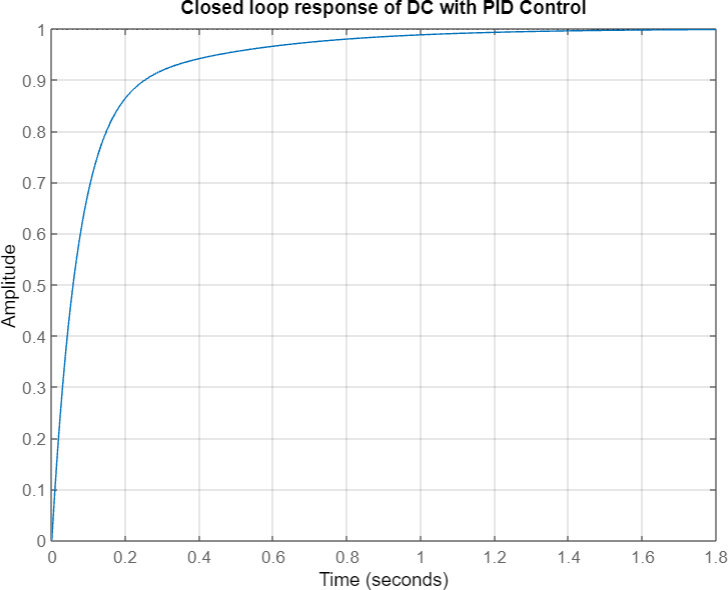 Closed loop response of DC with PID Control
1
0.9
0.8
0.7
0.6
0.5
0.4
0.3
0.2
0.1
0
Amplitude
0 0.2 0.4 0.6 0.8 1 1.2 1.4 1.6 1.8
Time (seconds)